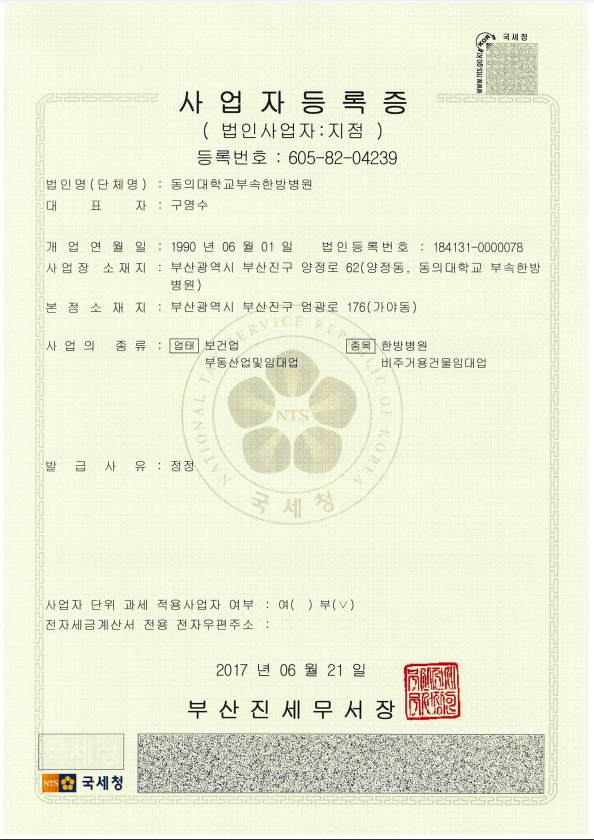 국세청
www.nts.go.kr
사업자등록증
( 법인사업자:지점 )
등록번호 : 605-82-04239
법인명(단체명) : 동의대학교부속한방병원
대 표 자 : 구영수
개 업 연 월 일 : 1990 년 06 월 01 일 법인등록번호 : 184131-0000078
사업장 소재지 : 부산광역시 부산진구 양정로 62(양정동, 동의대학교 부속한방
병원)
본 점 소 재 지 : 부산광역시 부산진구 엄광로 176(가야동)
사 업 의 종 류 : 업태 보건업 종목 한방병원
부동산업및임대업 비주거용건물임대업
NATIONAL TAX SERVICE REPUBLIC OF KOREA
NTS
국세청
발 급 사 유 : 정정
사업자 단위 과세 적용사업자 여부 : 여( ) 부(∨)
전자세금계산서 전용 전자우편주소 :
2017 년 06 월 21 일
부산진세무서장
NTS 국세청